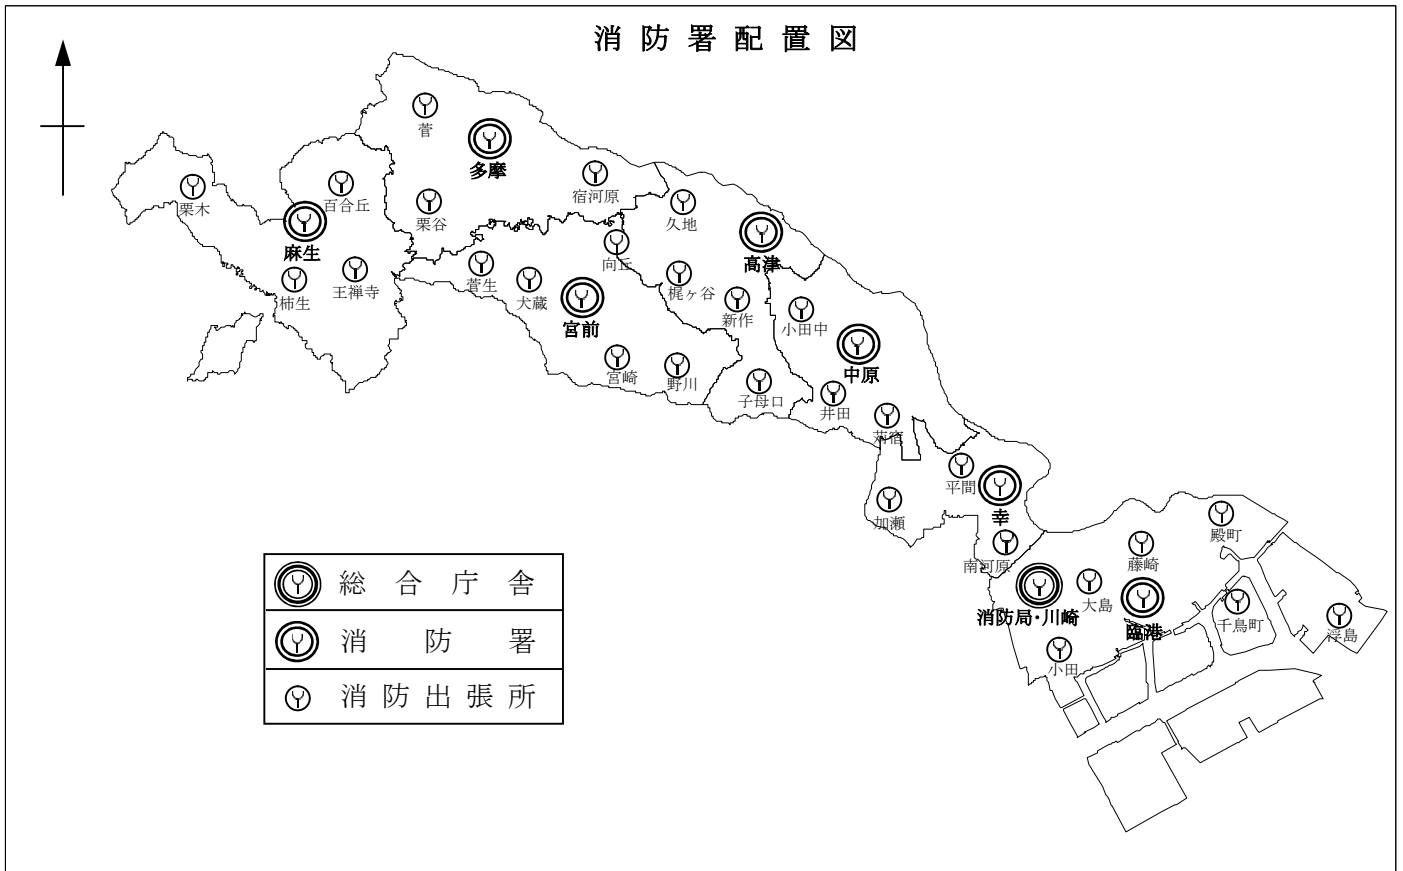 消防署配置図
菅
多摩
宿河原
栗木
百合丘
栗谷
久地
麻生
向丘
高津
柿生
王禅寺
菅生
犬蔵
梶ヶ谷
宮前
新作
小田中
宮崎
野川
中原
子母口
井田
苅宿
平間
加瀬
幸
殿町
南河原
藤崎
大島
消防局・川崎
臨港
千鳥町
浮島
小田
総合庁舎
消防署
消防出張所